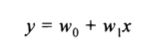 y = w₀ + w₁x